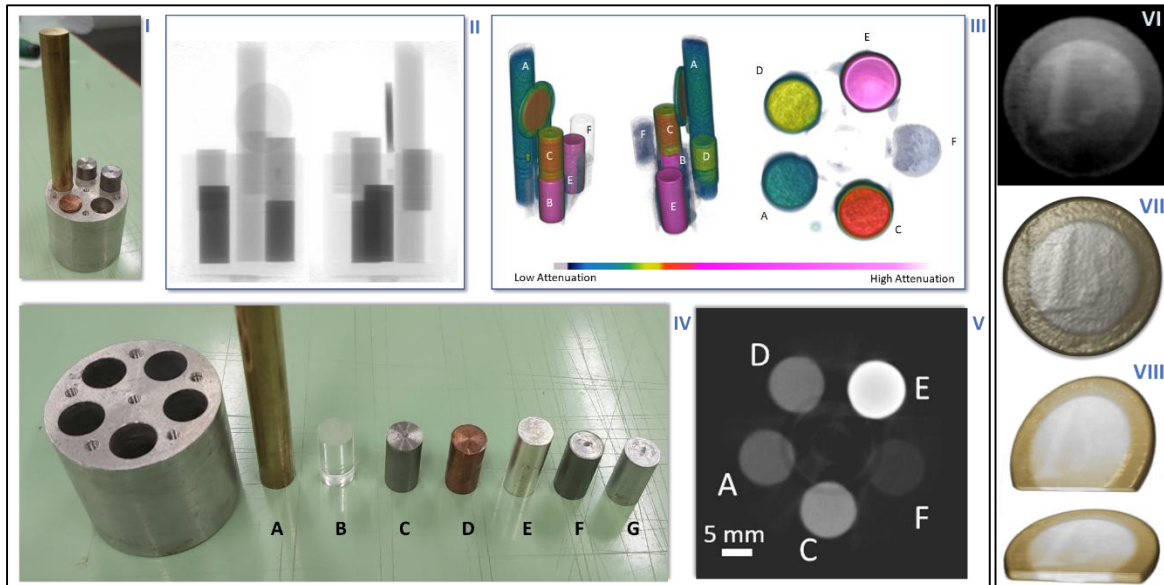 I
II
III
A
F
C
E
B
A
F
C
B
D
E
E
D
F
A
C
Low Attenuation
High Attenuation
IV
A B C D E F G
V
D
E
A
F
C
5 mm
VI
VII
VIII